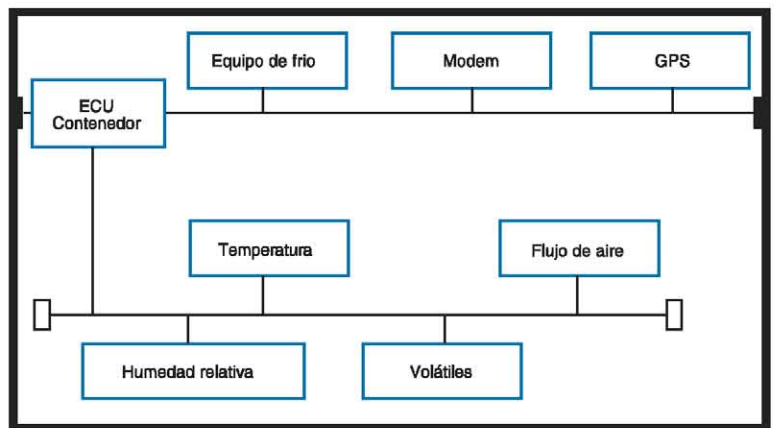 Equipo de frio
Modem
GPS
ECU
Contenedor
Temperatura
Flujo de aire
Humedad relativa
Volátiles